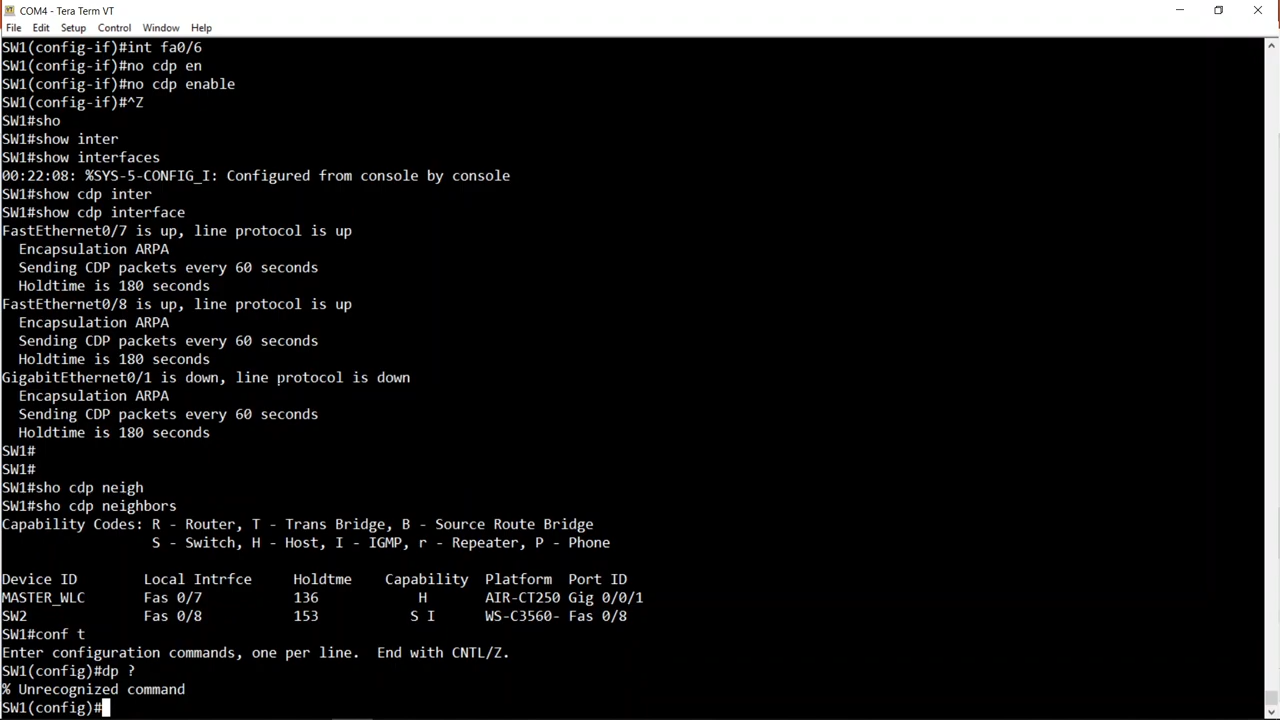 COM4 - Tera Term VT
File Edit Setup Control Window Help
SW1(config-if)#int fa0/6
SW1(config-if)#no cdp en
SW1(config-if)#no cdp enable
SW1(config-if)#^Z
SW1#sho
SW1#show inter
SW1#show interfaces
00:22:08: %SYS-5-CONFIG_I: Configured from console by console
SW1#show cdp inter
SW1#show cdp interface
FastEthernet0/7 is up, line protocol is up
  Encapsulation ARPA
  Sending CDP packets every 60 seconds
  Holdtime is 180 seconds
FastEthernet0/8 is up, line protocol is up
  Encapsulation ARPA
  Sending CDP packets every 60 seconds
  Holdtime is 180 seconds
GigabitEthernet0/1 is down, line protocol is down
  Encapsulation ARPA
  Sending CDP packets every 60 seconds
  Holdtime is 180 seconds
SW1#
SW1#
SW1#sho cdp neigh
SW1#sho cdp neighbors
Capability Codes: R - Router, T - Trans Bridge, B - Source Route Bridge
                  S - Switch, H - Host, I - IGMP, r - Repeater, P - Phone
Device ID        Local Intrfce     Holdtme    Capability  Platform  Port ID
MASTER_WLC       Fas 0/7           136            H       AIR-CT250 Gig 0/0/1
SW2              Fas 0/8           153           S I      WS-C3560- Fas 0/8
SW1#conf t
Enter configuration commands, one per line.  End with CNTL/Z.
SW1(config)#dp ?
% Unrecognized command
SW1(config)#